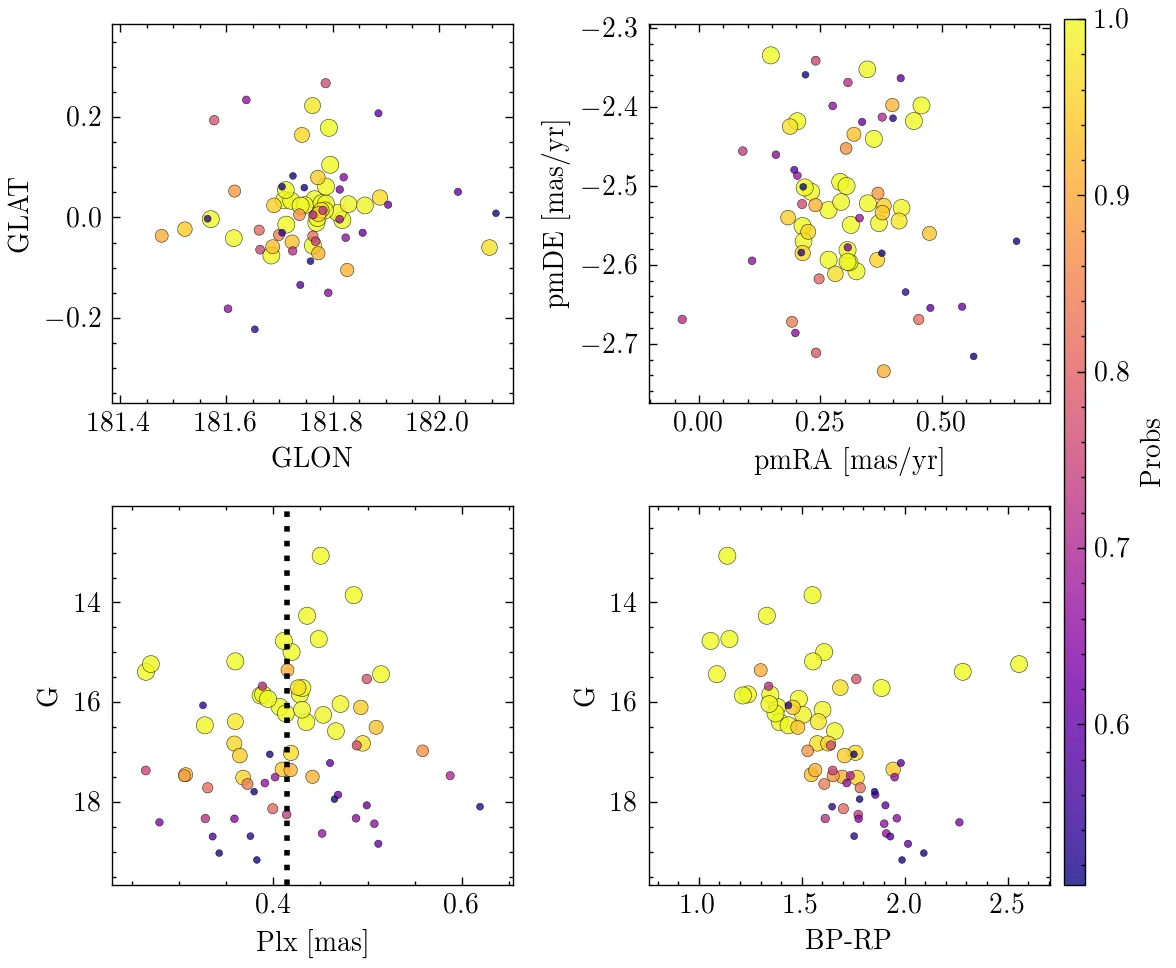 0.2
0.0
−0.2
GLAT
181.4 181.6 181.8 182.0
GLON
−2.3
−2.4
−2.5
−2.6
−2.7
pmDE [mas/yr]
0.00 0.25 0.50
pmRA [mas/yr]
14
16
18
G
0.4 0.6
Plx [mas]
14
16
18
G
1.0 1.5 2.0 2.5
BP-RP
1.0
0.9
0.8
0.7
0.6
Probs